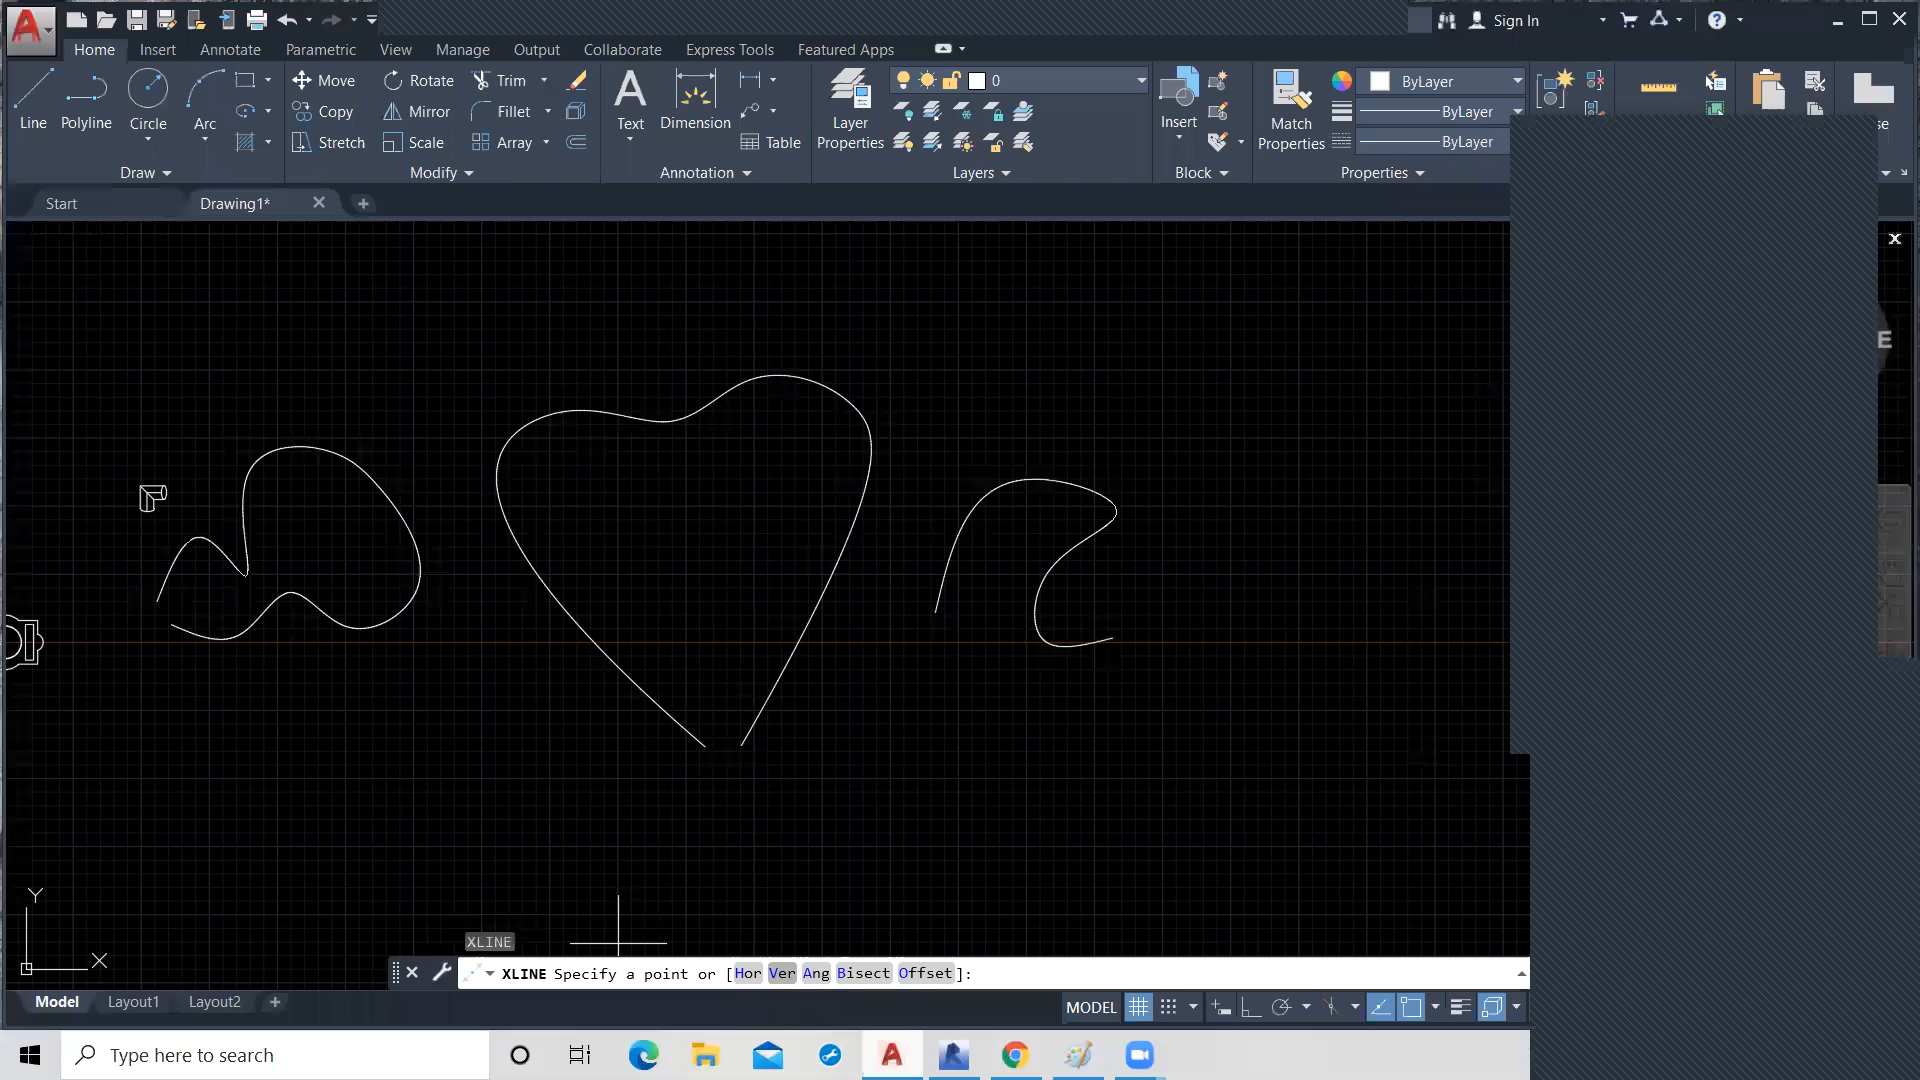 Sign In
Home Insert Annotate Parametric View Manage Output Collaborate Express Tools Featured Apps
Line Polyline Circle Arc
Move Rotate Trim
Copy Mirror Fillet
Stretch Scale Array
Text Dimension Table
Layer Properties
0
Insert
Match Properties
ByLayer
ByLayer
ByLayer
se
Draw Modify Annotation Layers Block Properties
Start Drawing1*
E
Y
X
XLINE
XLINE Specify a point or [Hor Ver Ang Bisect Offset]:
Model Layout1 Layout2
MODEL
Type here to search